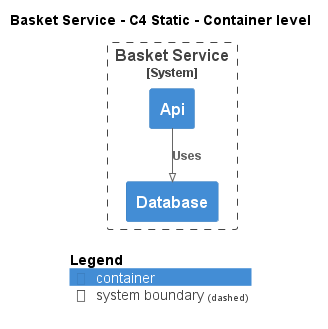 Basket Service - C4 Static - Container level
Basket Service
[System]
Api
Uses
Database
Legend
container
system boundary (dashed)